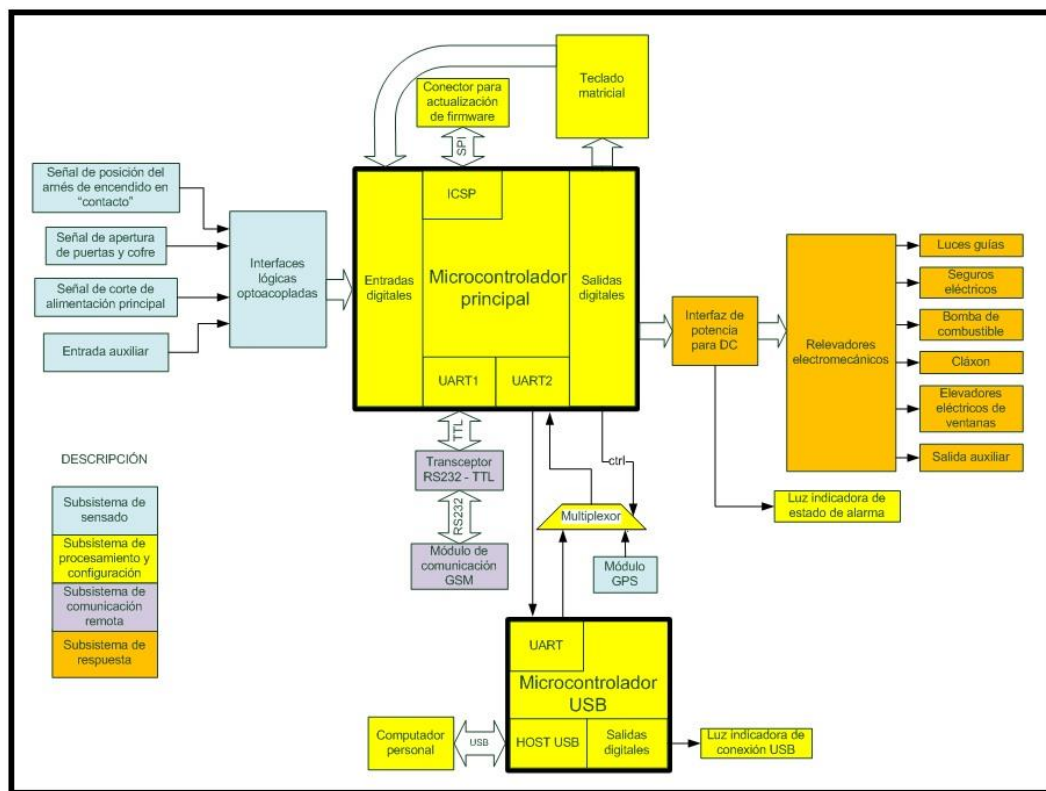 Teclado
matricial
Conector para
actualización
de firmware
SPI
Señal de posición del
arnés de encendido en
“contacto”
Señal de apertura
de puertas y cofre
Señal de corte de
alimentación principal
Entrada auxiliar
Interfaces
lógicas
optoacopladas
Entradas
digitales
ICSP
Microcontrolador
principal
Salidas
digitales
UART1
UART2
Interfaz de
potencia
para DC
Relevadores
electromecánicos
Luces guías
Seguros
eléctricos
Bomba de
combustible
Cláxon
Elevadores
eléctricos de
ventanas
Salida auxiliar
Luz indicadora de
estado de alarma
TTL
Transceptor
RS232 - TTL
RS232
Módulo de
comunicación
GSM
ctrl
Multiplexor
Módulo
GPS
DESCRIPCIÓN
Subsistema de
sensado
Subsistema de
procesamiento y
configuración
Subsistema de
comunicación
remota
Subsistema de
respuesta
UART
Microcontrolador
USB
HOST USB
Salidas
digitales
Computador
personal
USB
Luz indicadora de
conexión USB